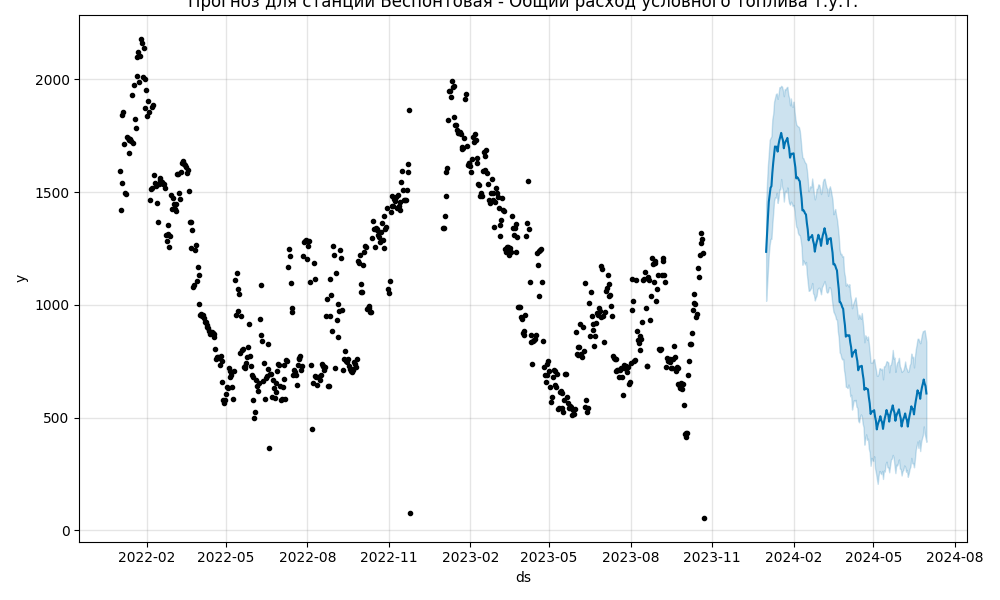 Прогноз для станции Беспонтовая - Общий расход условного топлива т.у.т.
y
2000
1500
1000
500
0
2022-02 2022-05 2022-08 2022-11 2023-02 2023-05 2023-08 2023-11 2024-02 2024-05 2024-08
ds